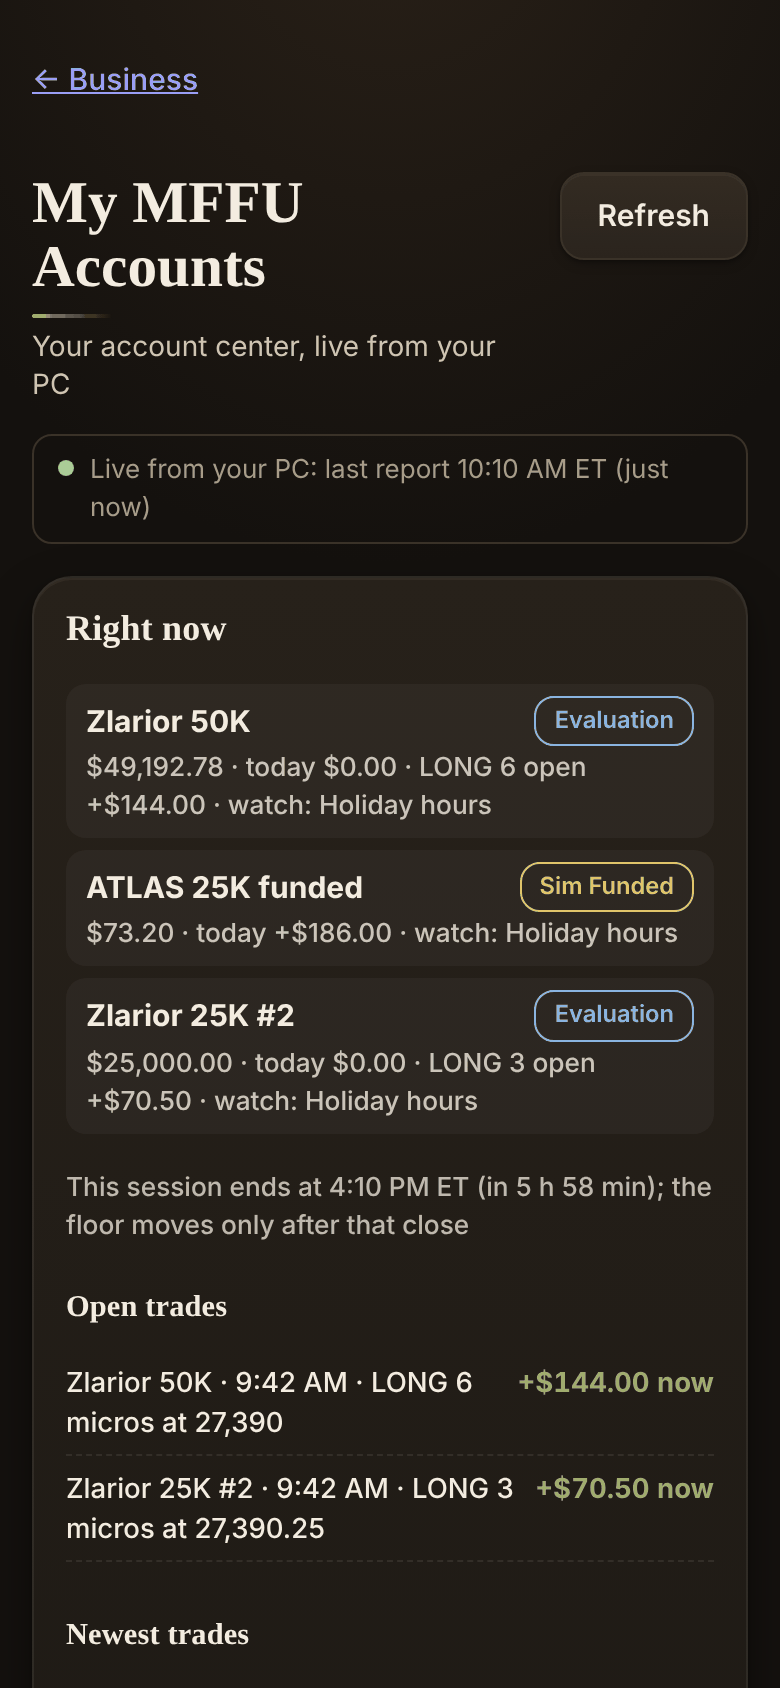 ← Business
My MFFU
Accounts
Refresh
Your account center, live from your
PC
Live from your PC: last report 10:10 AM ET (just
now)
Right now
Zlarior 50K
Evaluation
$49,192.78 · today $0.00 · LONG 6 open
+$144.00 · watch: Holiday hours
ATLAS 25K funded
Sim Funded
$73.20 · today +$186.00 · watch: Holiday hours
Zlarior 25K #2
Evaluation
$25,000.00 · today $0.00 · LONG 3 open
+$70.50 · watch: Holiday hours
This session ends at 4:10 PM ET (in 5 h 58 min); the
floor moves only after that close
Open trades
Zlarior 50K · 9:42 AM · LONG 6
micros at 27,390
+$144.00 now
Zlarior 25K #2 · 9:42 AM · LONG 3
micros at 27,390.25
+$70.50 now
Newest trades